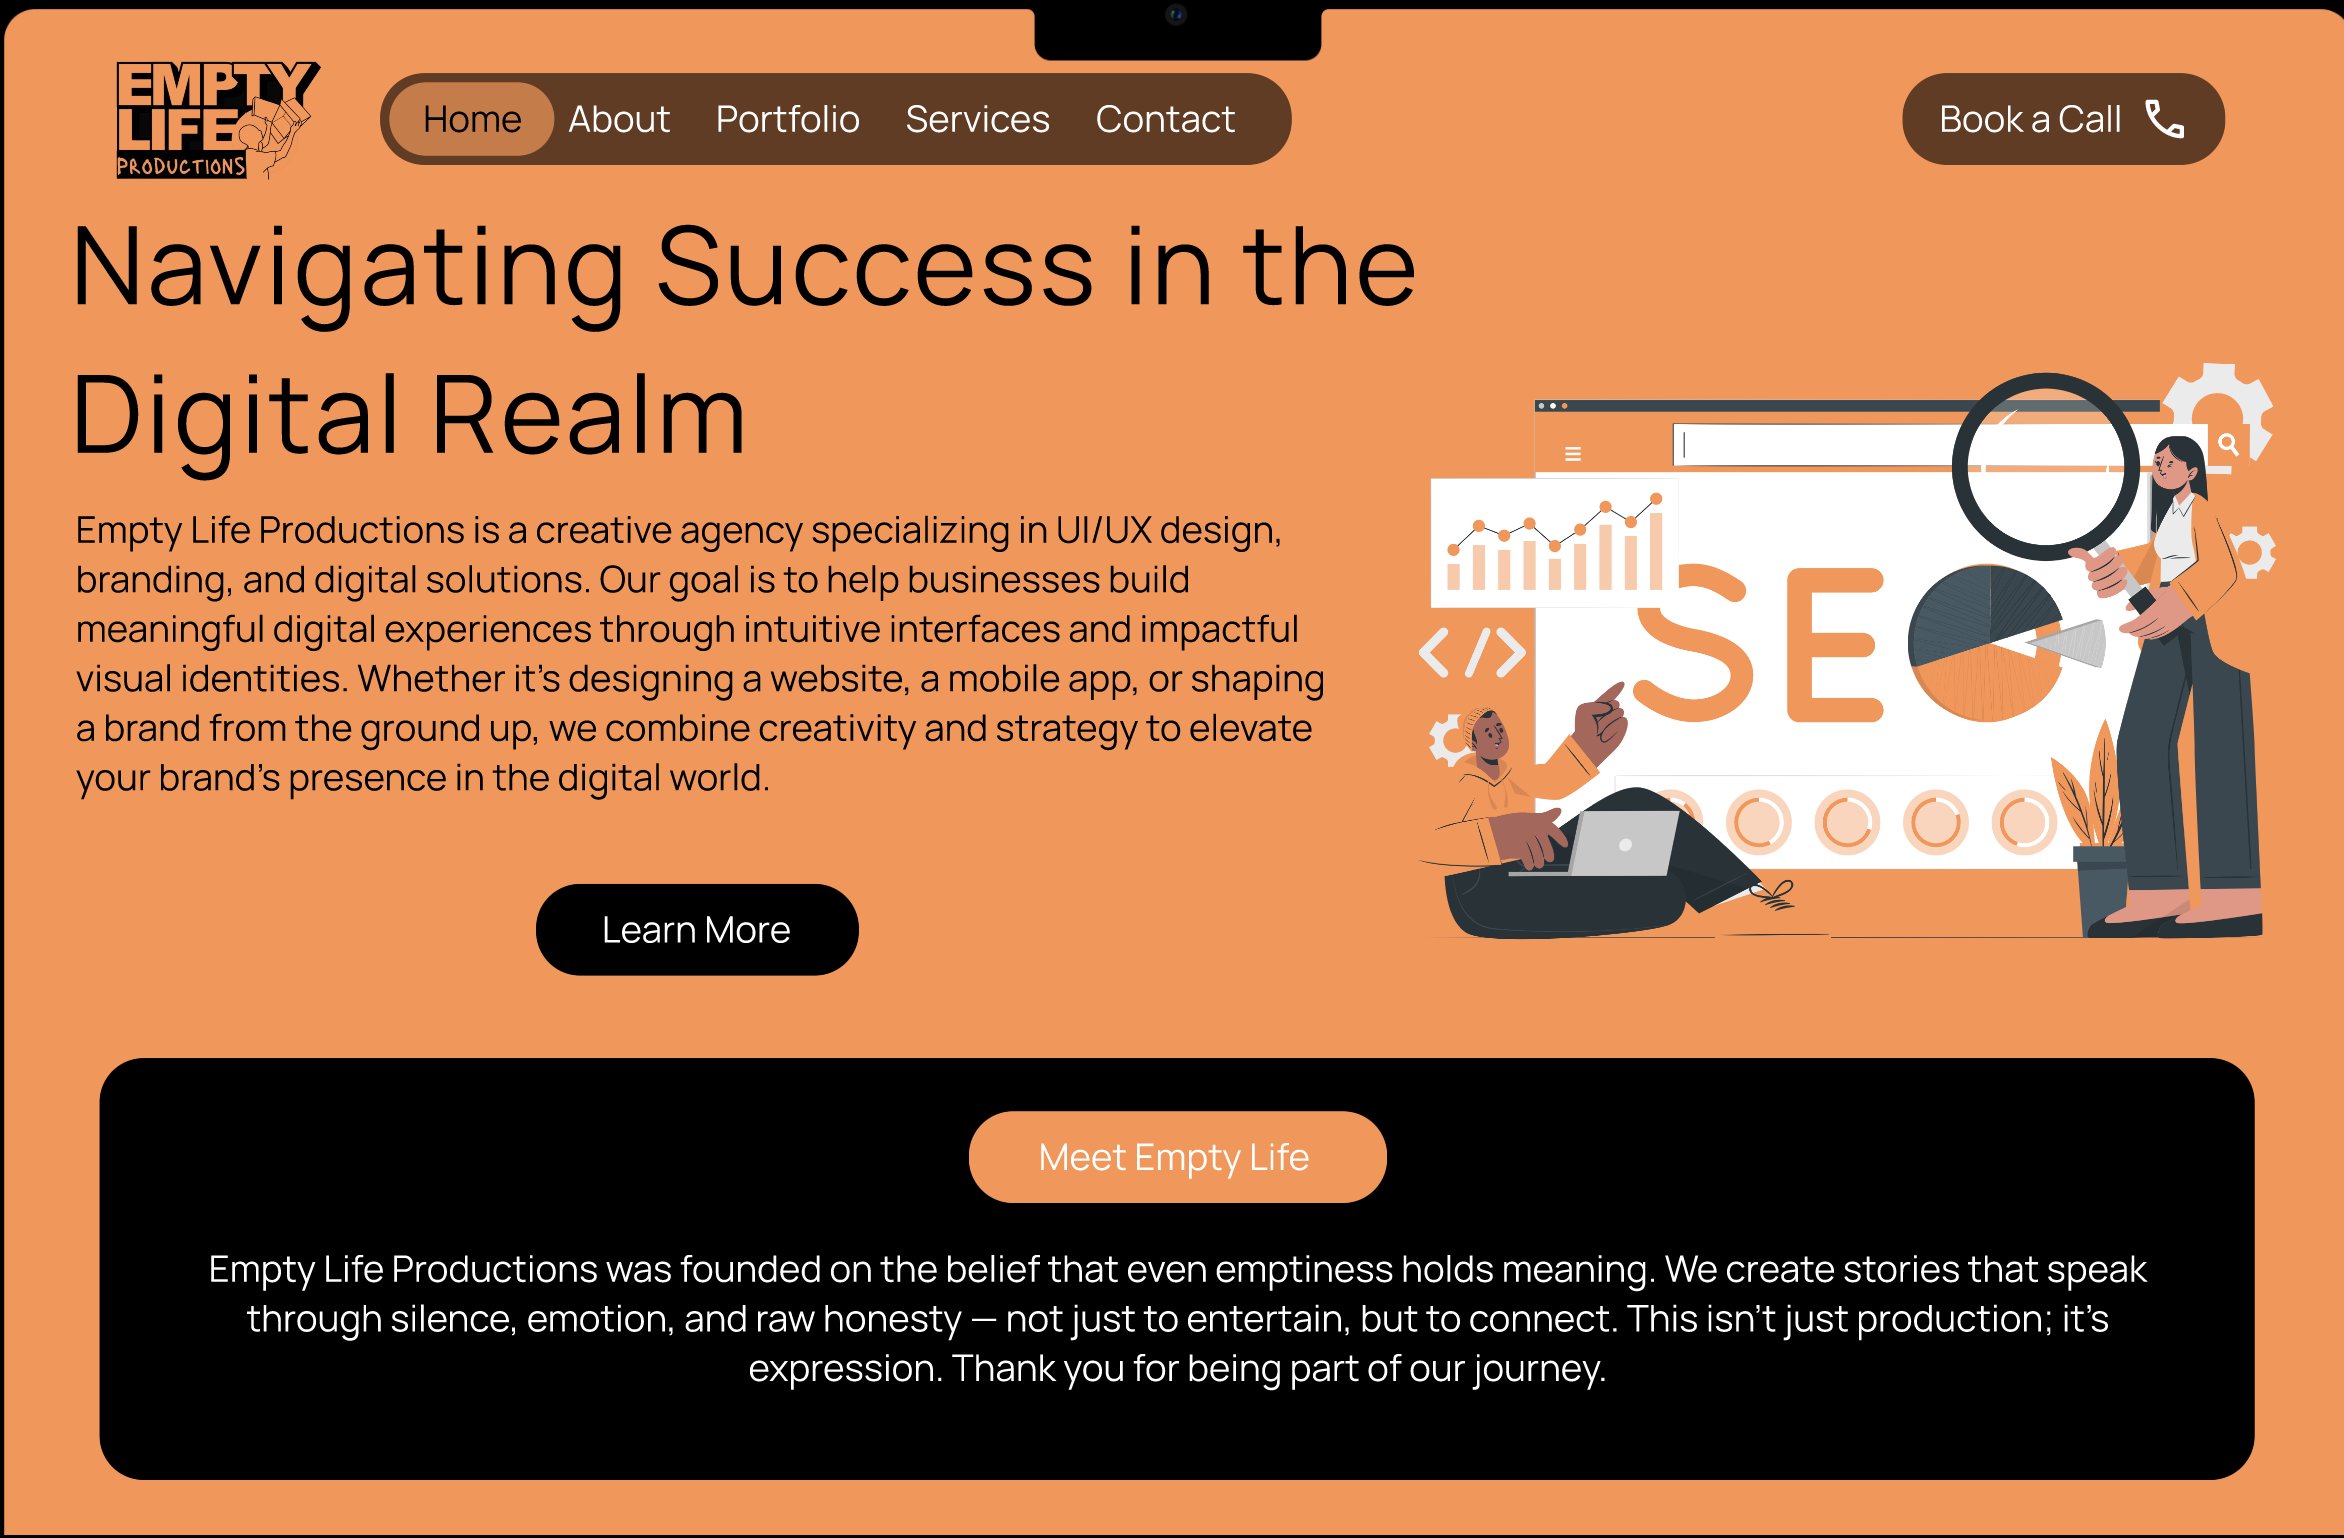 EMPTY
LIFE
PRODUCTIONS
Home About Portfolio Services Contact
Book a Call
Navigating Success in the
Digital Realm
Empty Life Productions is a creative agency specializing in UI/UX design,
branding, and digital solutions. Our goal is to help businesses build
meaningful digital experiences through intuitive interfaces and impactful
visual identities. Whether it’s designing a website, a mobile app, or shaping
a brand from the ground up, we combine creativity and strategy to elevate
your brand’s presence in the digital world.
Learn More
</>
SE
Meet Empty Life
Empty Life Productions was founded on the belief that even emptiness holds meaning. We create stories that speak
through silence, emotion, and raw honesty — not just to entertain, but to connect. This isn’t just production; it’s
expression. Thank you for being part of our journey.